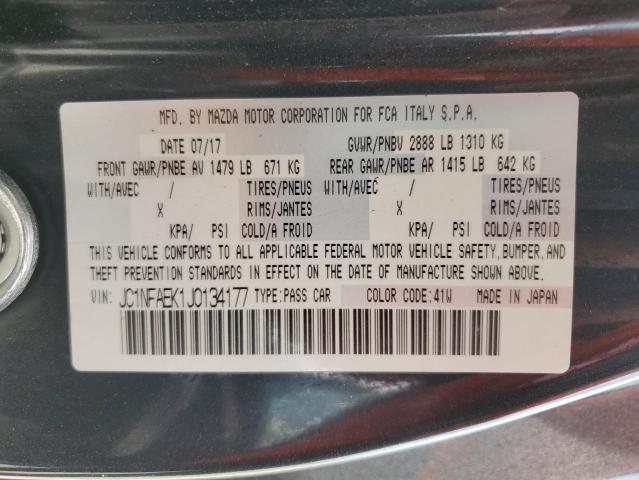 MFD. BY MAZDA MOTOR CORPORATION FOR FCA ITALY S.P.A.
DATE 07/17 GVWR/PNBV 2888 LB 1310 KG
FRONT GAWR/PNBE AV 1479 LB 671 KG REAR GAWR/PNBE AR 1415 LB 642 KG
WITH/AVEC / TIRES/PNEUS WITH/AVEC / TIRES/PNEUS
X RIMS/JANTES X RIMS/JANTES
KPA/ PSI COLD/A FROID KPA/ PSI COLD/A FROID
THIS VEHICLE CONFORMS TO ALL APPLICABLE FEDERAL MOTOR VEHICLE SAFETY, BUMPER, AND
THEFT PREVENTION STANDARDS IN EFFECT ON THE DATE OF MANUFACTURE SHOWN ABOVE.
VIN: JC1NFAEK1J0134177 TYPE:PASS CAR COLOR CODE:41W MADE IN JAPAN